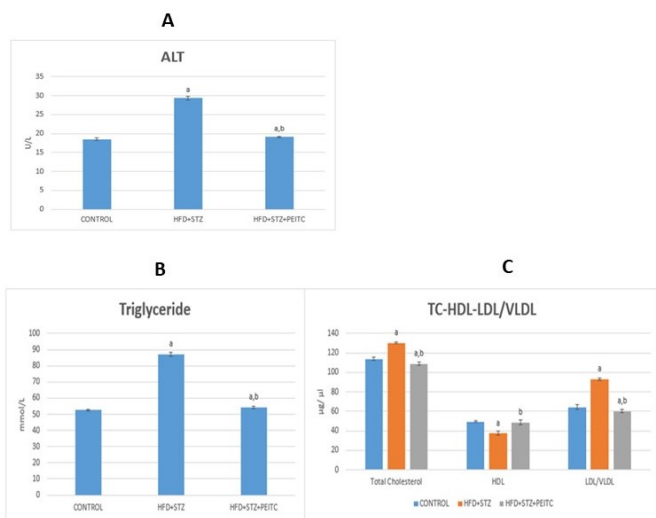 A
ALT
35
30
25
20
15
10
5
0
U/L
a
a,b
CONTROL
HFD+STZ
HFD+STZ+PEITC
B
Triglyceride
100
90
80
70
60
50
40
30
20
10
0
mmol/L
a
a,b
CONTROL
HFD+STZ
HFD+STZ+PEITC
C
TC-HDL-LDL/VLDL
140
120
100
80
60
40
20
0
µg/ µl
a
a,b
a
b
a
a,b
Total Cholesterol
HDL
LDL/VLDL
CONTROL
HFD+STZ
HFD+STZ+PEITC